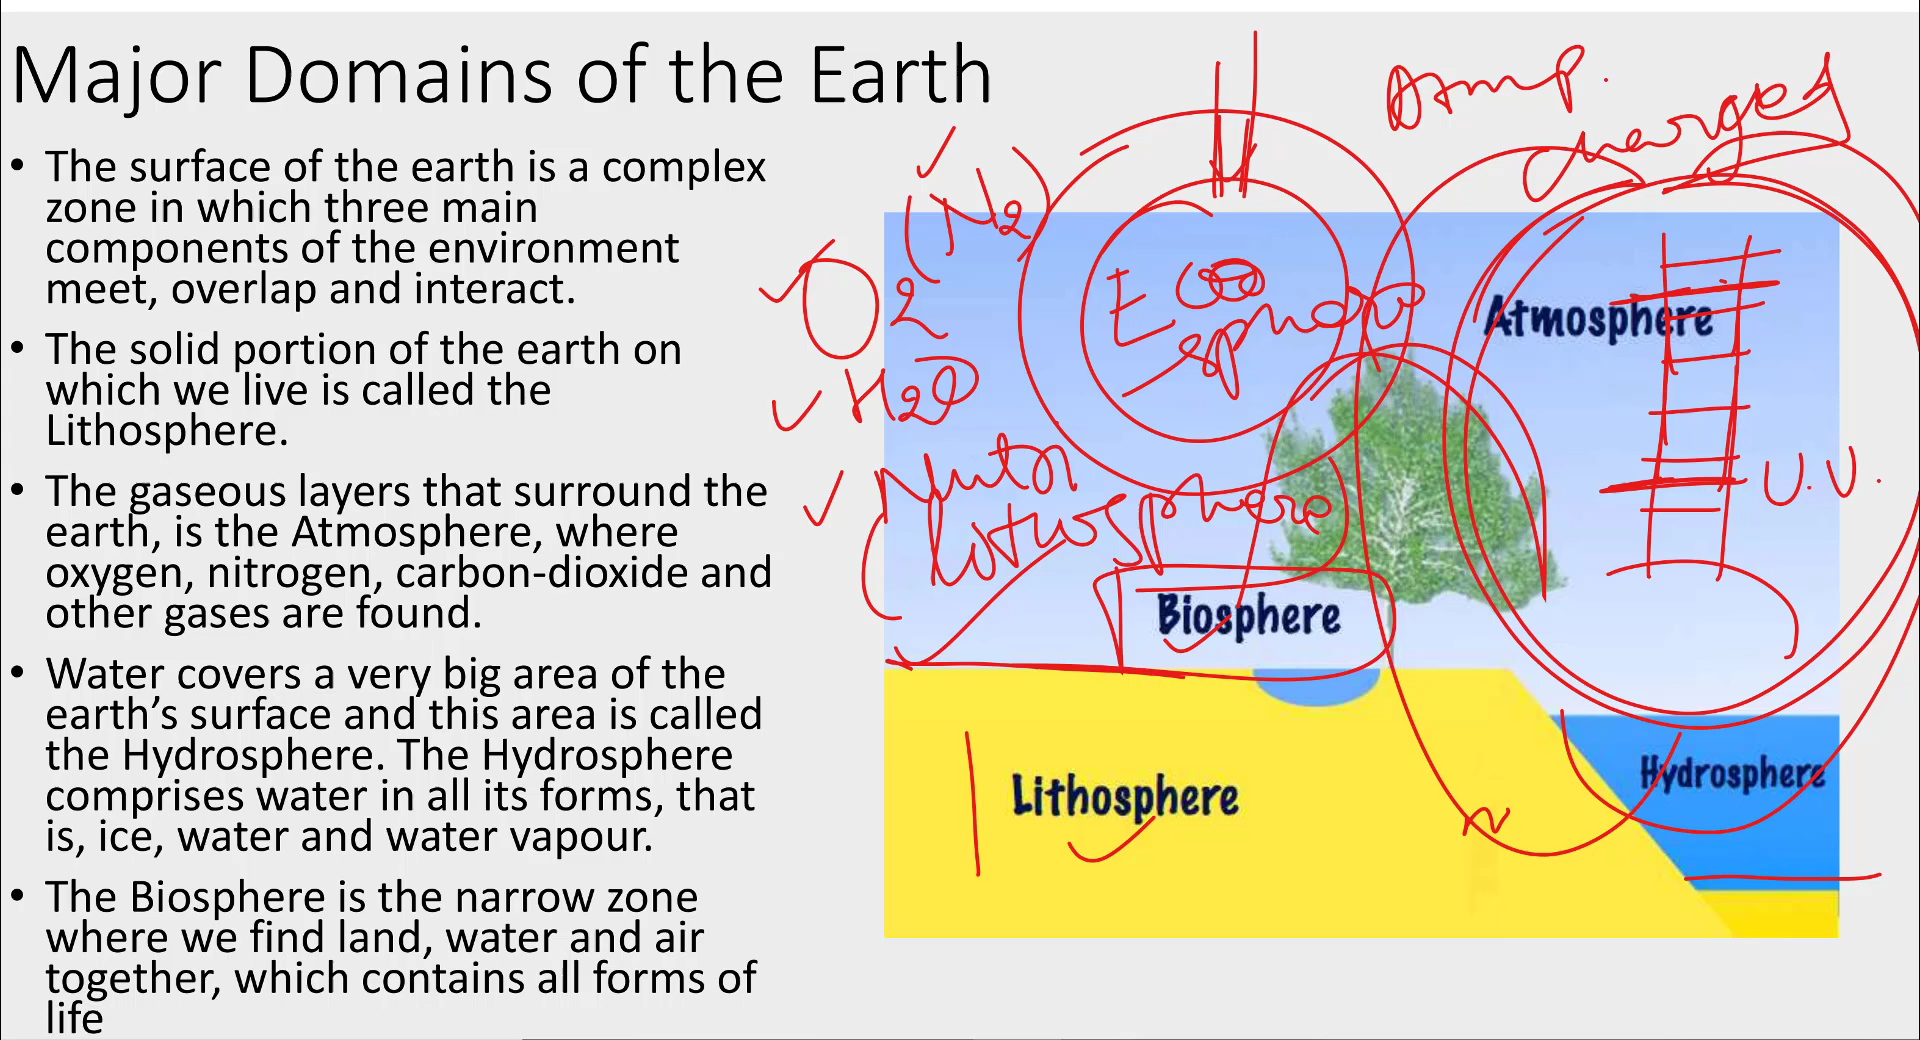 Major Domains of the Earth
• The surface of the earth is a complex
zone in which three main
components of the environment
meet, overlap and interact.
• The solid portion of the earth on
which we live is called the
Lithosphere.
• The gaseous layers that surround the
earth, is the Atmosphere, where
oxygen, nitrogen, carbon-dioxide and
other gases are found.
• Water covers a very big area of the
earth’s surface and this area is called
the Hydrosphere. The Hydrosphere
comprises water in all its forms, that
is, ice, water and water vapour.
• The Biosphere is the narrow zone
where we find land, water and air
together, which contains all forms of
life
(N2)
O2
H2O
Lithosphere
Eco
sphere
charges
U.V.
Atmosphere
Biosphere
Lithosphere
Hydrosphere